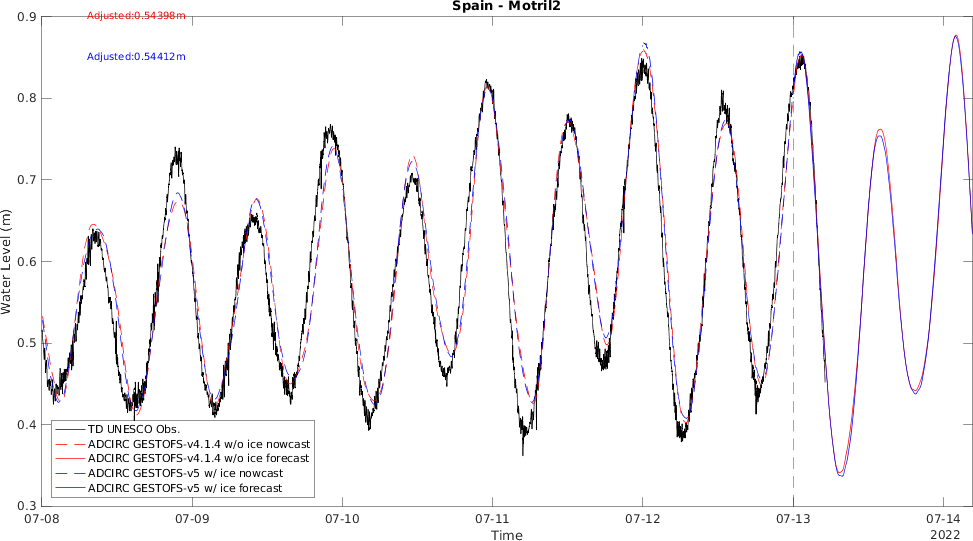 Spain - Motril2
Adjusted:0.54398m
Adjusted:0.54412m
Water Level (m)
0.9
0.8
0.7
0.6
0.5
0.4
0.3
TD UNESCO Obs.
ADCIRC GESTOFS-v4.1.4 w/o ice nowcast
ADCIRC GESTOFS-v4.1.4 w/o ice forecast
ADCIRC GESTOFS-v5 w/ ice nowcast
ADCIRC GESTOFS-v5 w/ ice forecast
07-08 07-09 07-10 07-11 07-12 07-13 07-14
2022
Time